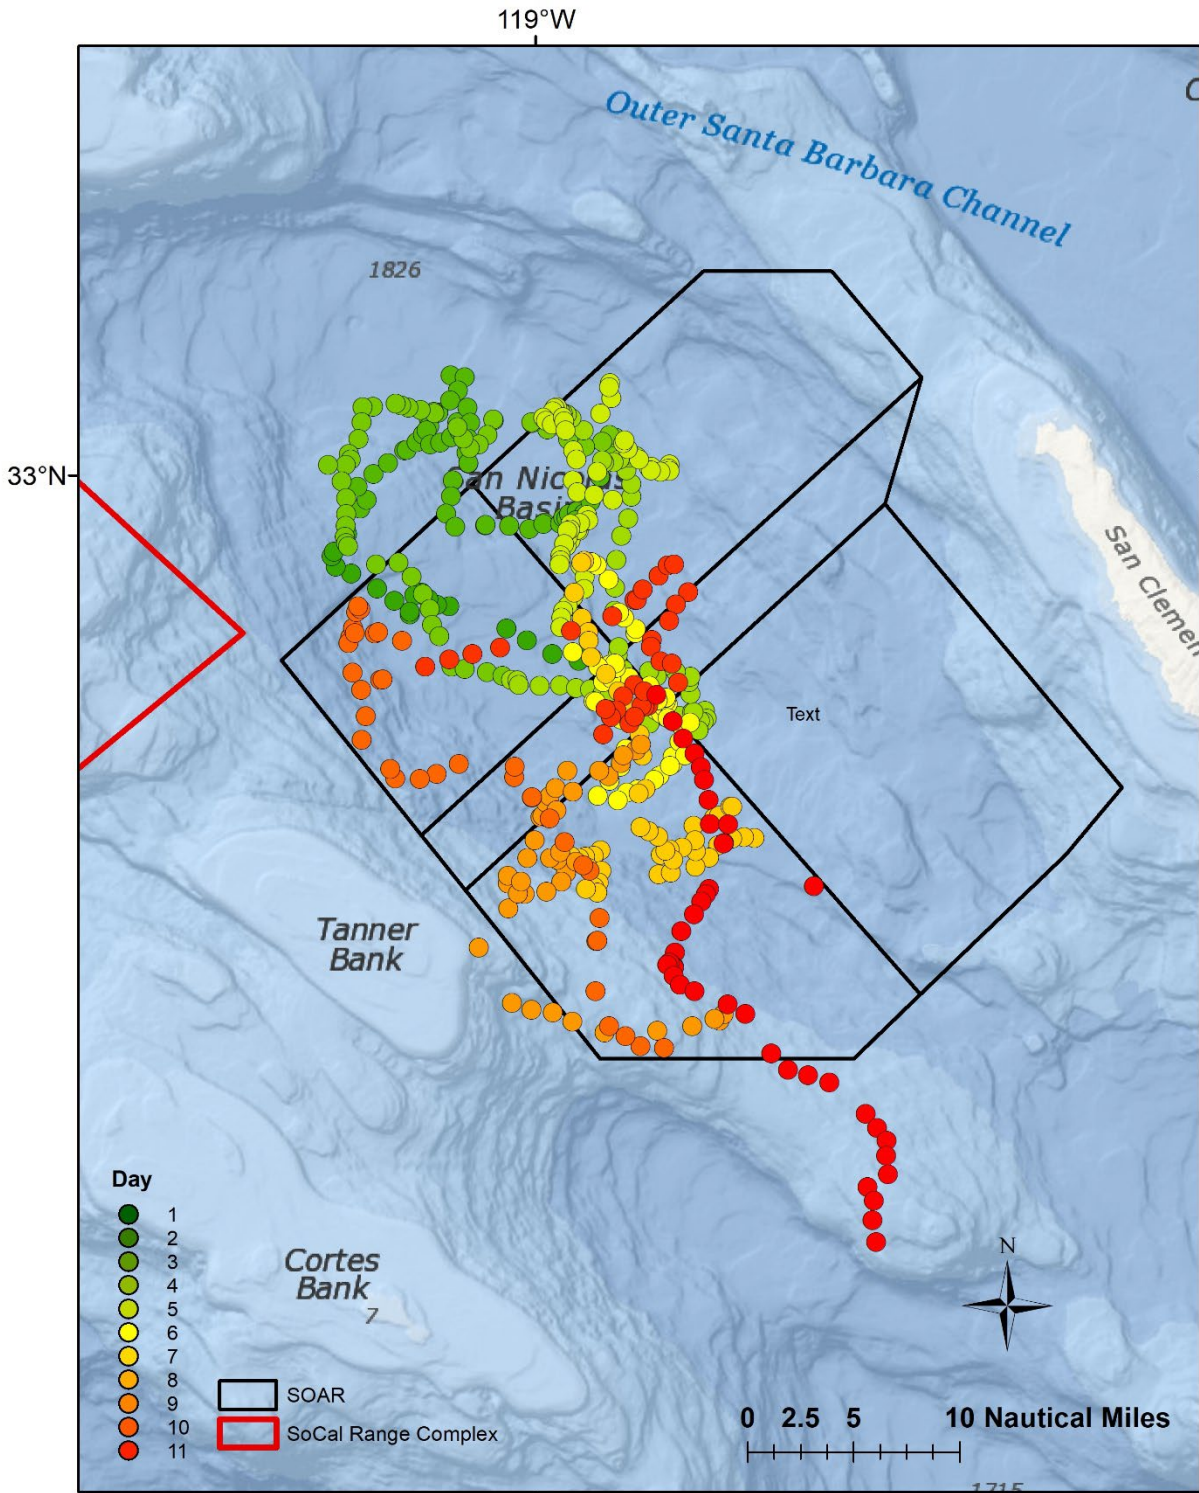 119°W
Outer Santa Barbara Channel
C
1826
33°N
San Nicolas
Basin
San Clemen
Text
Tanner
Bank
Cortes
Bank
7
Day
1
2
3
4
5
6
7
8
9
10
11
SOAR
SoCal Range Complex
N
0 2.5 5 10 Nautical Miles
1715